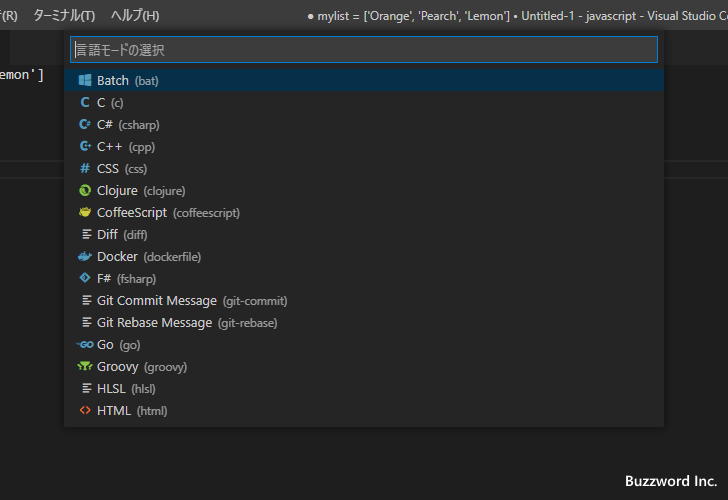 (R) ターミナル(T) ヘルプ(H) ● mylist = ['Orange', 'Pearch', 'Lemon'] • Untitled-1 - javascript - Visual Studio Co
言語モードの選択
emon']
Batch (bat)
C (c)
C# (csharp)
C++ (cpp)
# CSS (css)
Clojure (clojure)
CoffeeScript (coffeescript)
Diff (diff)
Docker (dockerfile)
F# (fsharp)
Git Commit Message (git-commit)
Git Rebase Message (git-rebase)
Go (go)
Groovy (groovy)
HLSL (hlsl)
<> HTML (html)
Buzzword Inc.